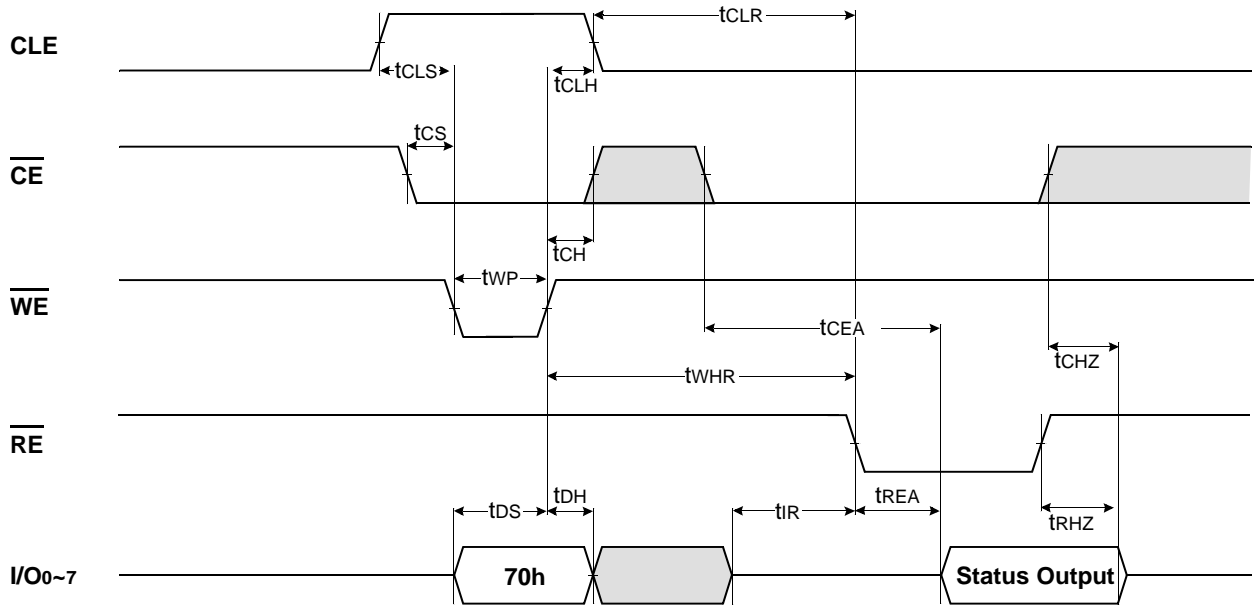 tCLR
CLE
tCLS
tCLH
tCS
CE
tCH
tWP
WE
tCEA
tCHZ
tWHR
RE
tDH
tREA
tDS
tIR
tRHZ
I/O0~7
70h
Status Output